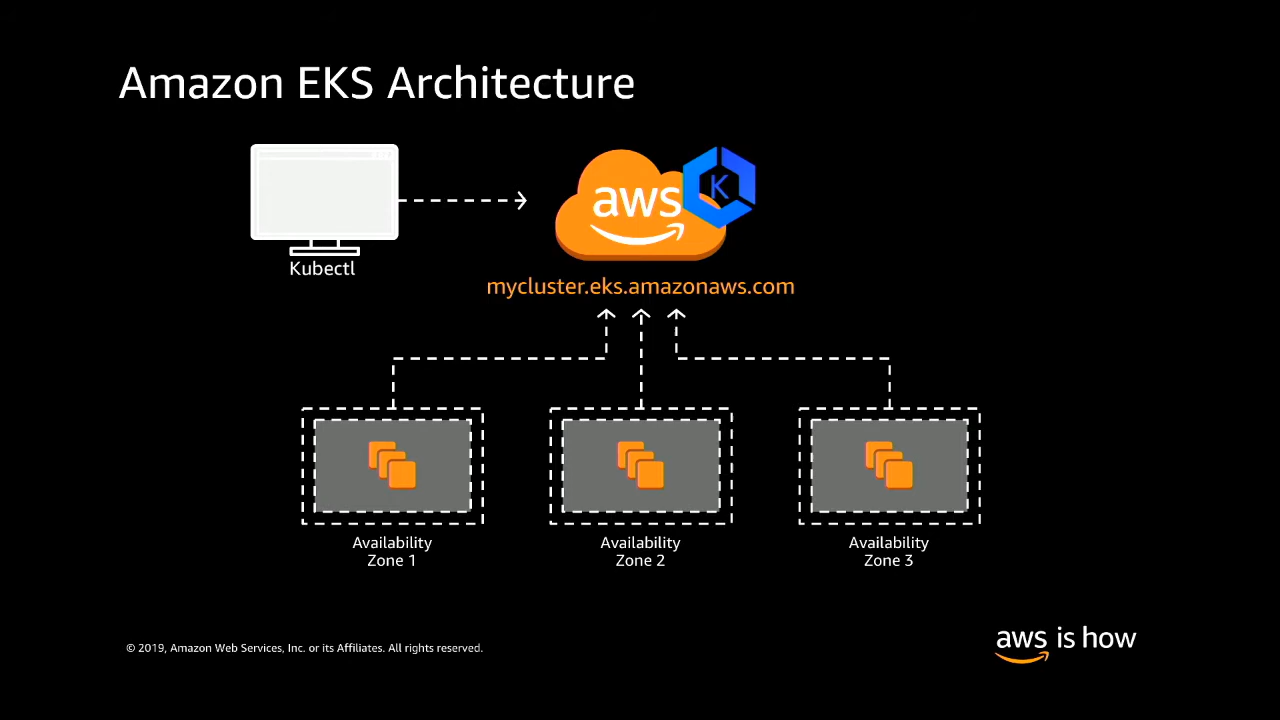 Amazon EKS Architecture
aws
K
Kubectl
mycluster.eks.amazonaws.com
Availability
Zone 1
Availability
Zone 2
Availability
Zone 3
© 2019, Amazon Web Services, Inc. or its Affiliates. All rights reserved.
aws is how